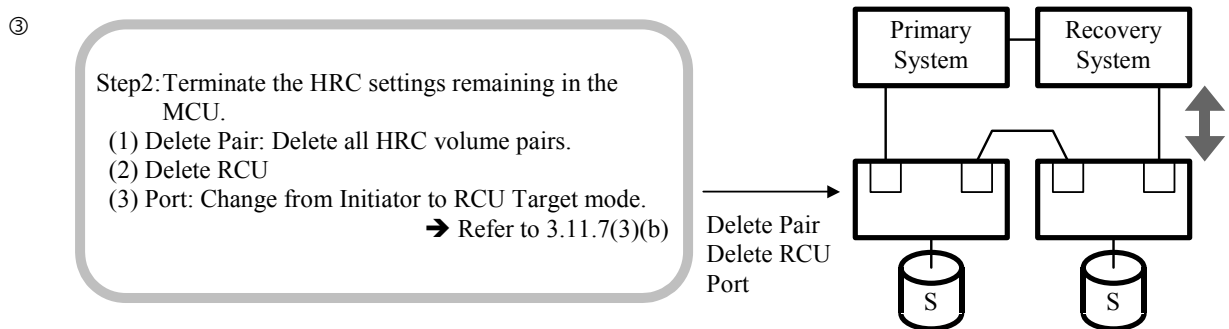 ③
Step2:Terminate the HRC settings remaining in the
MCU.
(1) Delete Pair: Delete all HRC volume pairs.
(2) Delete RCU
(3) Port: Change from Initiator to RCU Target mode.
➔ Refer to 3.11.7(3)(b)
Delete Pair
Delete RCU
Port
Primary
System
Recovery
System
S
S